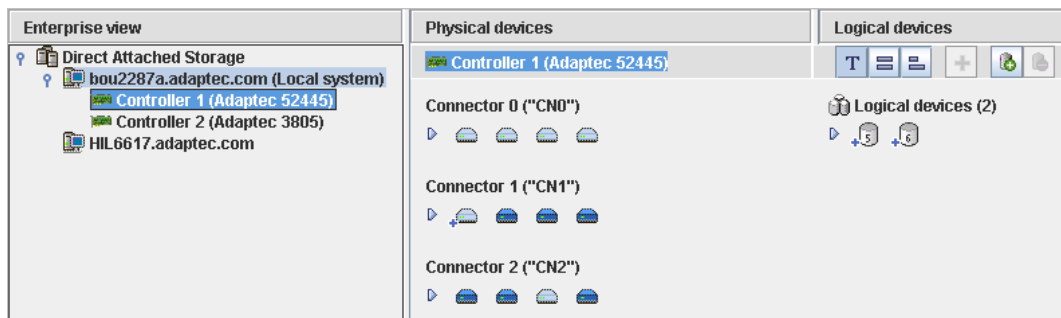 Enterprise view
Direct Attached Storage
bou2287a.adaptec.com (Local system)
Controller 1 (Adaptec 52445)
Controller 2 (Adaptec 3805)
HIL6617.adaptec.com
Physical devices
Controller 1 (Adaptec 52445)
Connector 0 ("CN0")
Connector 1 ("CN1")
Connector 2 ("CN2")
Logical devices
T
Logical devices (2)
5 6